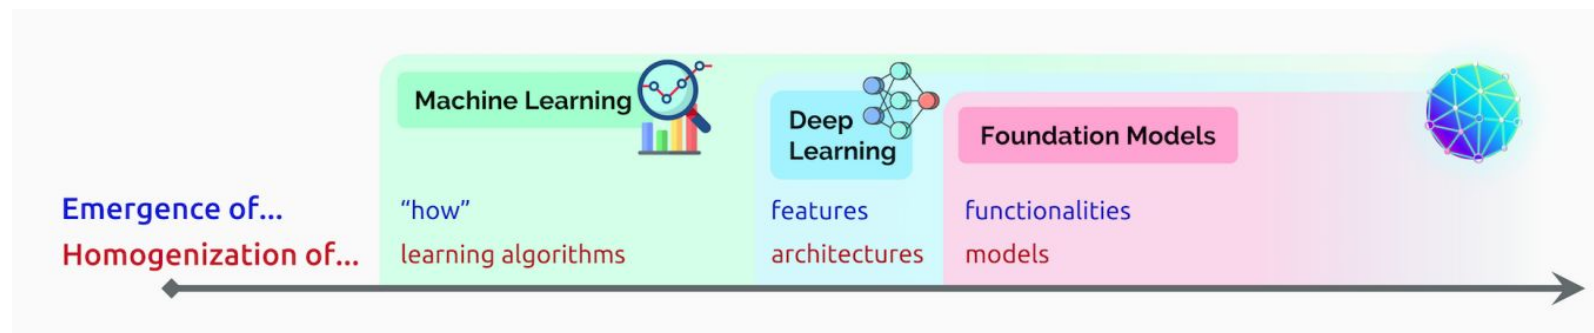 Machine Learning
Deep
Learning
Foundation Models
Emergence of...
“how”
features
functionalities
Homogenization of...
learning algorithms
architectures
models